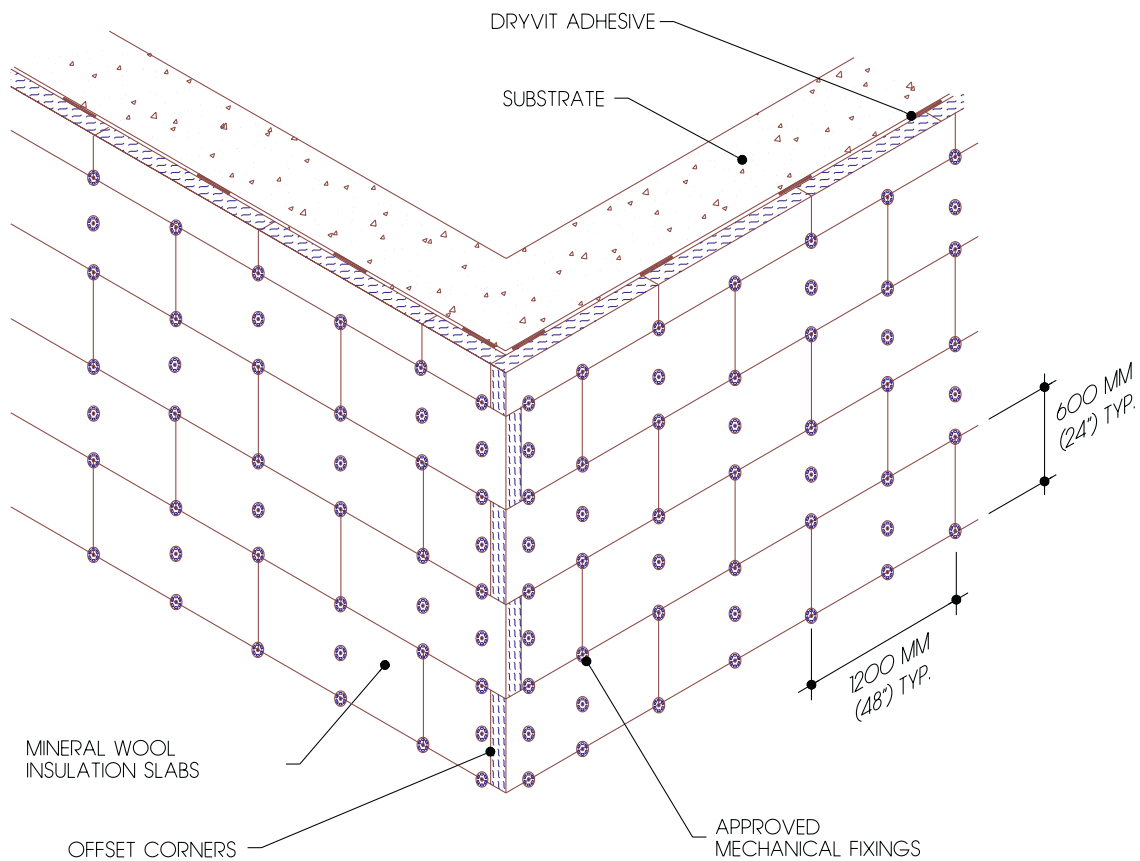 DRYVIT ADHESIVE
SUBSTRATE
600 MM
(24") TYP.
1200 MM
(48") TYP.
MINERAL WOOL
INSULATION SLABS
OFFSET CORNERS
APPROVED
MECHANICAL FIXINGS